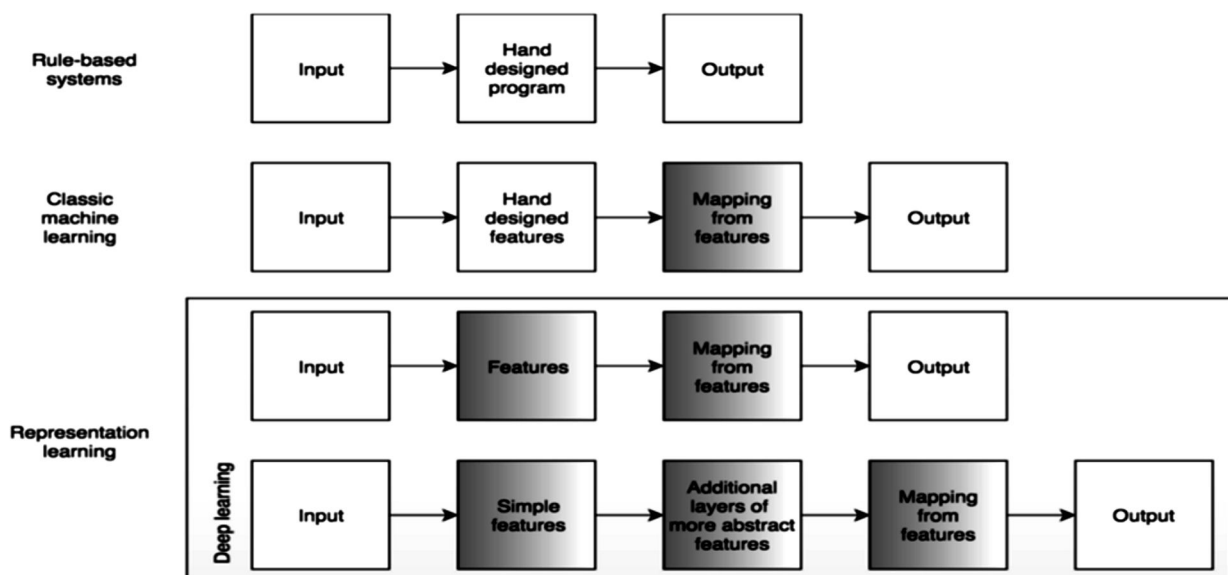 Rule-based
systems
Input
Hand
designed
program
Output
Classic
machine
learning
Input
Hand
designed
features
Mapping
from
features
Output
Representation
learning
Input
Features
Mapping
from
features
Output
Deep learning
Input
Simple
features
Additional
layers of
more abstract
features
Mapping
from
features
Output